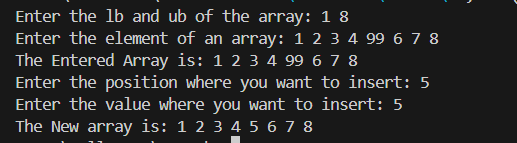 Enter the lb and ub of the array: 1 8
Enter the element of an array: 1 2 3 4 99 6 7 8
The Entered Array is: 1 2 3 4 99 6 7 8
Enter the position where you want to insert: 5
Enter the value where you want to insert: 5
The New array is: 1 2 3 4 5 6 7 8